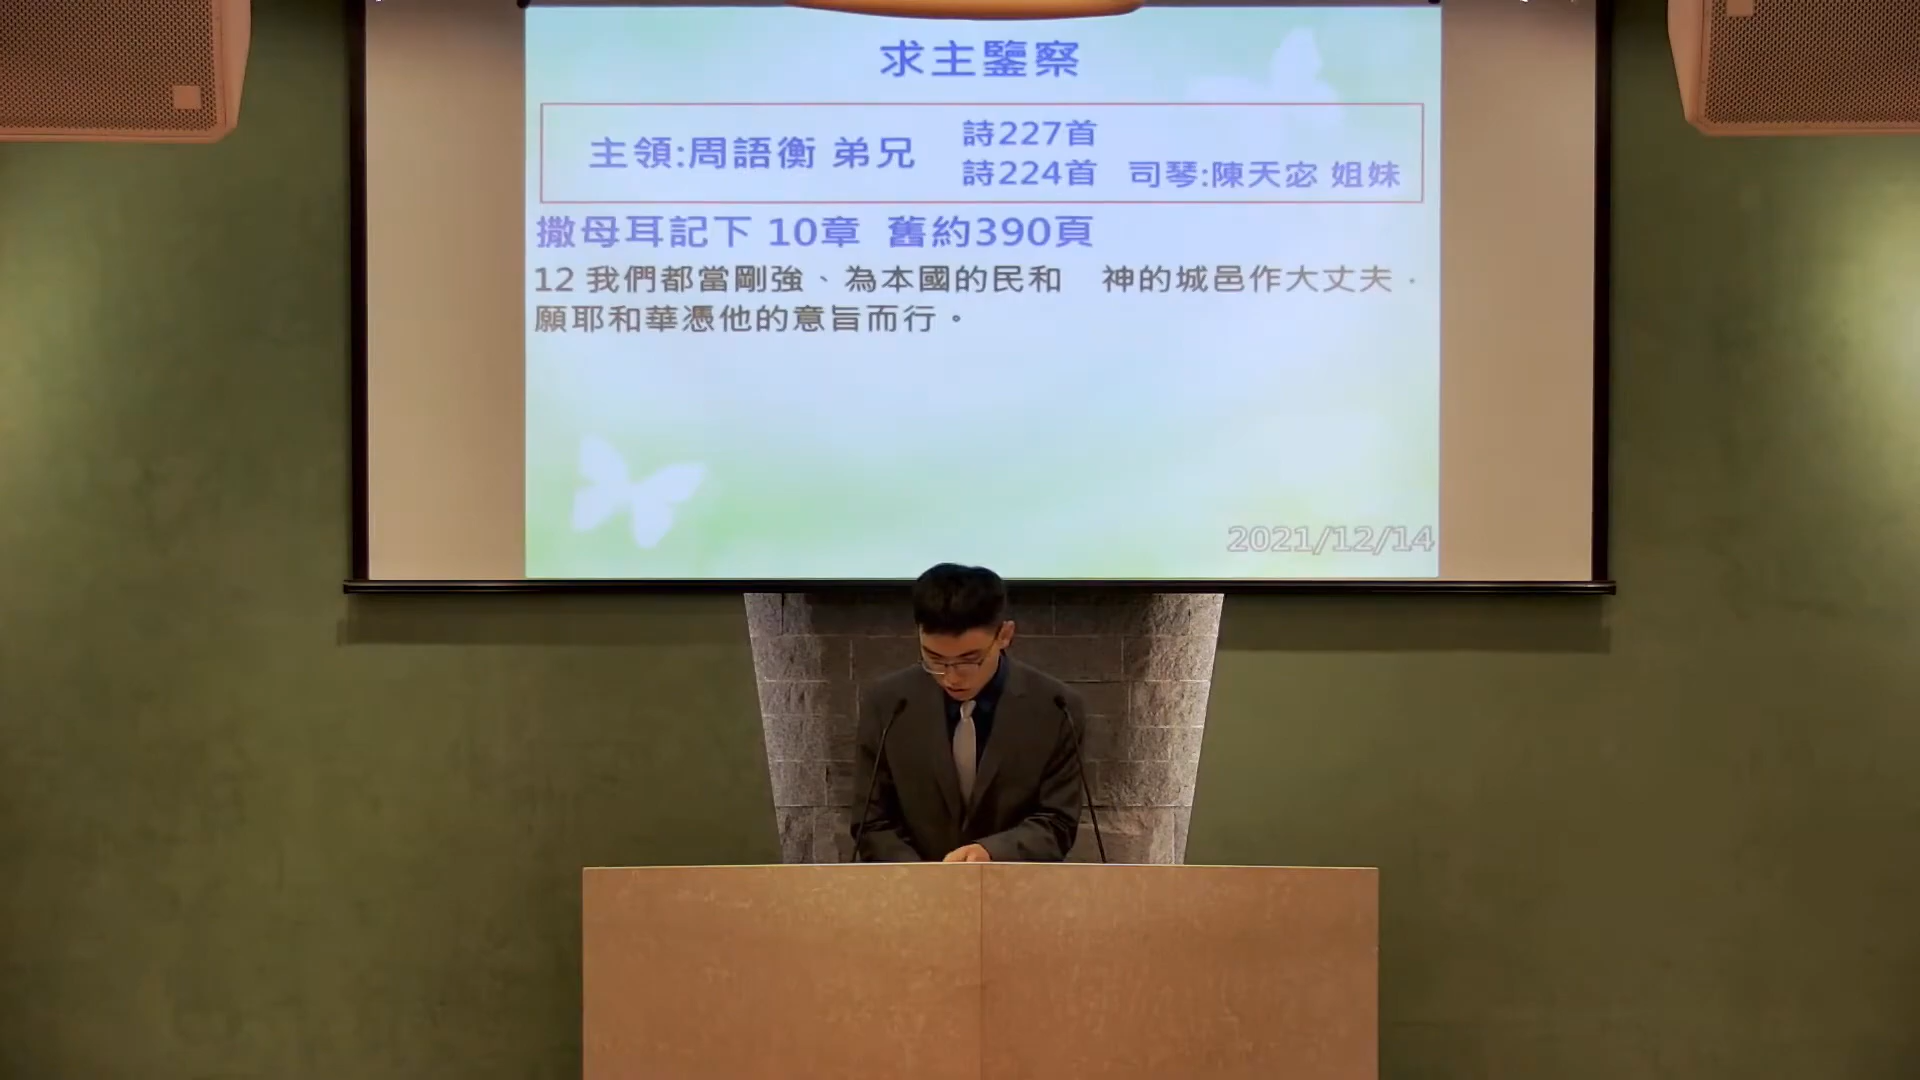 求主鑒察
主領:周語衡 弟兄
詩227首
詩224首 司琴:陳天宓 姐妹
撒母耳記下 10章 舊約390頁
12 我們都當剛強、為本國的民和　神的城邑作大丈夫．
願耶和華憑他的意旨而行。
2021/12/14